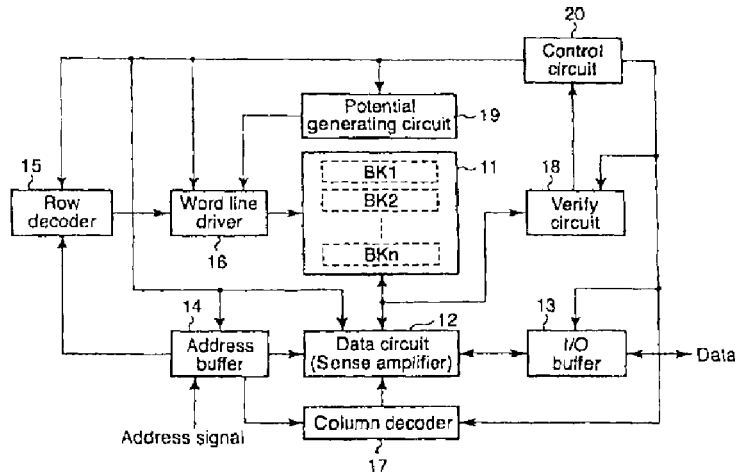 20
Control
circuit
Potential
generating circuit
19
15
Row
decoder
Word line
driver
16
11
BK1
BK2
BKn
18
Verify
circuit
14
Address
buffer
12
Data circuit
(Sense amplifier)
13
I/O
buffer
Data
Address signal
Column decoder
17